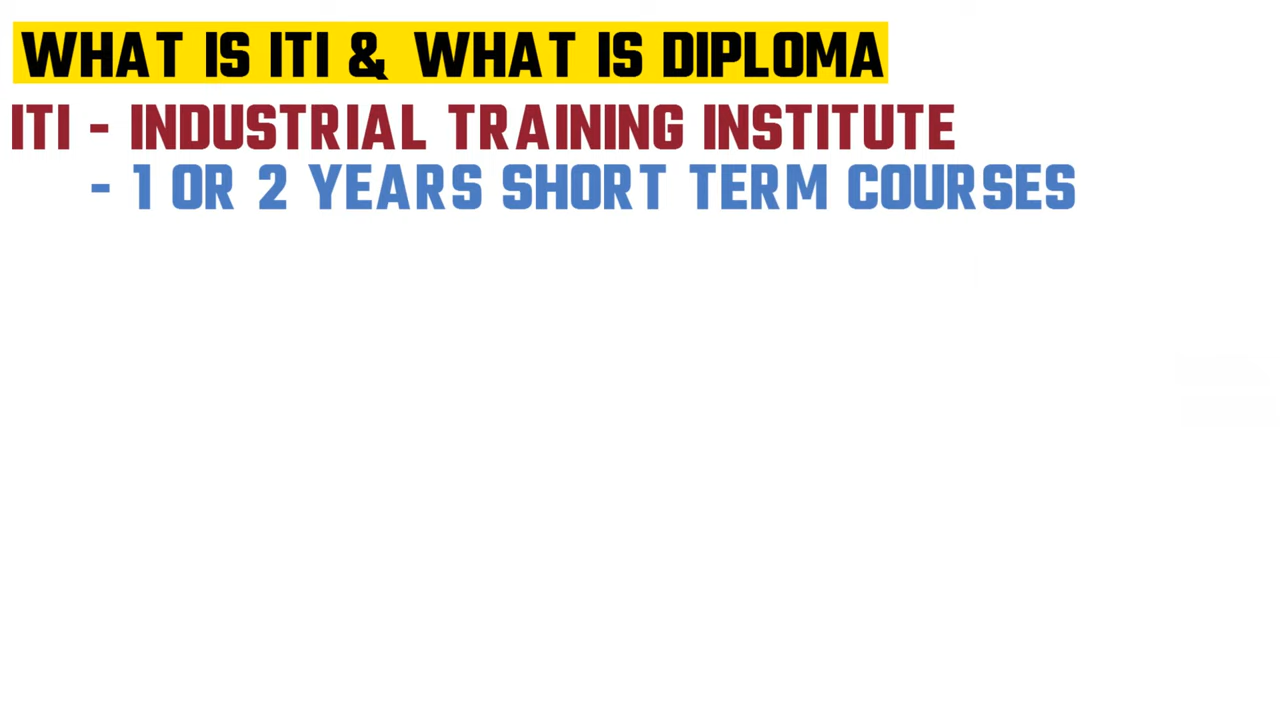 WHAT IS ITI & WHAT IS DIPLOMA
ITI - INDUSTRIAL TRAINING INSTITUTE
- 1 OR 2 YEARS SHORT TERM COURSES